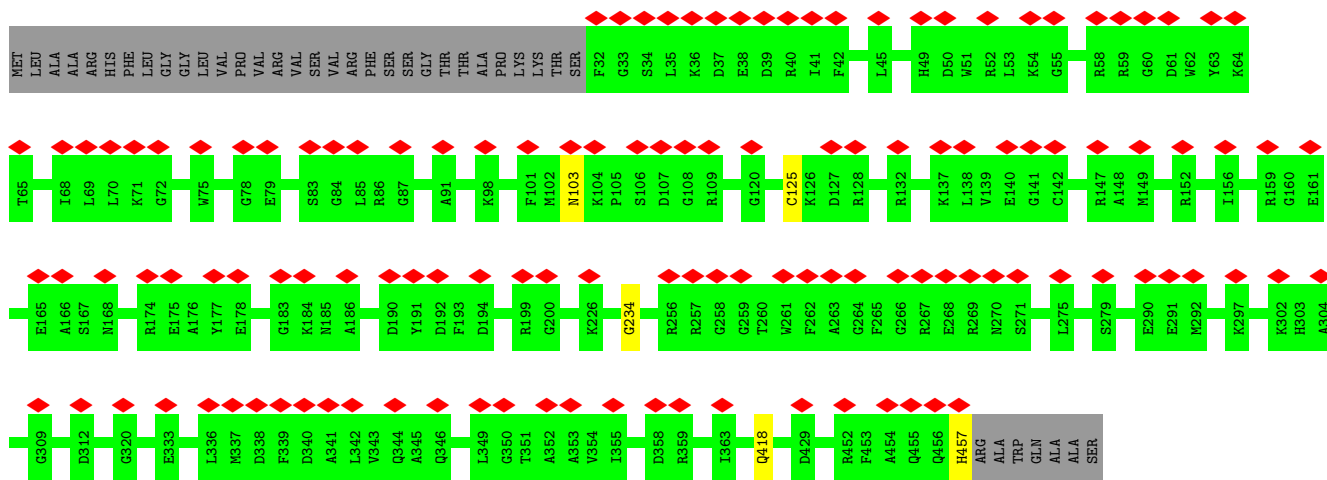 MET LEU ALA ALA ARG HIS PHE LEU GLY GLY LEU VAL PRO VAL ARG VAL SER VAL ARG PHE SER SER GLY THR THR ALA PRO LYS LYS THR SER F32 G33 S34 L35 K36 D37 E38 D39 R40 I41 F42 L45 H49 D50 W51 R52 L53 K54 G55 R58 R59 G60 D61 W62 Y63 K64
T65 I68 L69 L70 K71 G72 W75 G78 E79 S83 G84 L85 R86 G87 A91 K98 F101 M102 N103 K104 P105 S106 D107 G108 R109 G120 C125 K126 D127 R128 R132 K137 L138 V139 E140 G141 C142 R147 A148 M149 R152 I156 R159 G160 E161
E165 A166 S167 N168 R174 E175 A176 Y177 E178 G183 K184 N185 A186 D190 Y191 D192 F193 D194 R199 G200 K226 G234 R256 R257 G258 G259 T260 W261 F262 A263 G264 F265 G266 R267 E268 R269 N270 S271 L275 S279 E290 E291 M292 K297 K302 H303 A304
G309 D312 G320 E333 L336 M337 D338 F339 D340 A341 L342 V343 Q344 A345 Q346 L349 G350 T351 A352 A353 V354 I355 D358 R359 I363 Q418 D429 R452 F453 A454 Q455 Q456 H457 ARG ALA TRP GLN ALA ALA SER